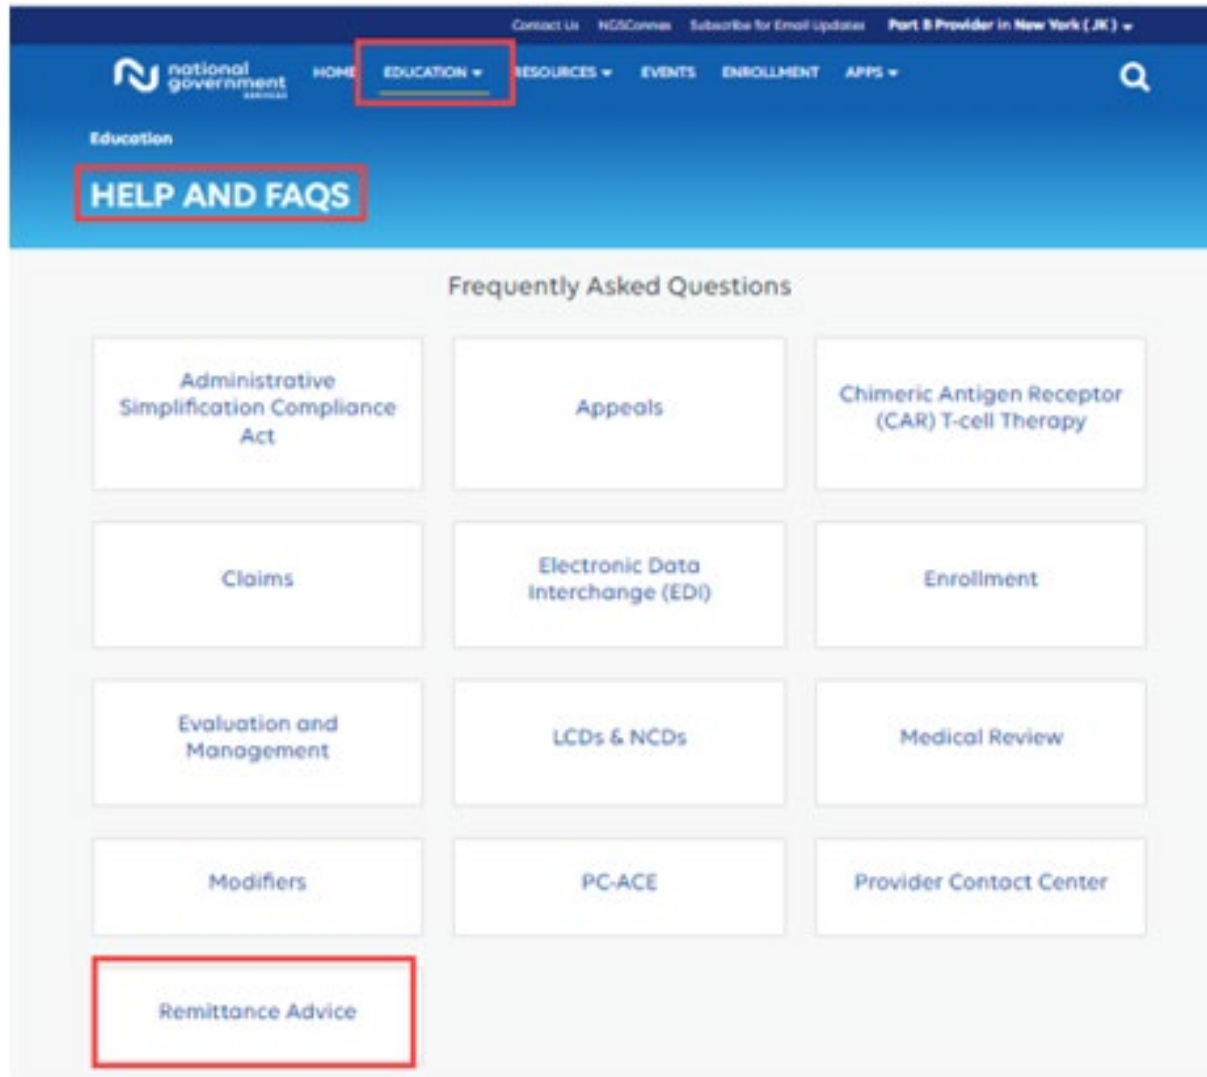 Contact Us NGSConnex Subscribe for Email Updates Part B Provider in New York ( JK )
national
government
SERVICES
HOME EDUCATION RESOURCES EVENTS ENROLLMENT APPS
Education
HELP AND FAQS
Frequently Asked Questions
Administrative
Simplification Compliance
Act
Appeals
Chimeric Antigen Receptor
(CAR) T-cell Therapy
Claims
Electronic Data
Interchange (EDI)
Enrollment
Evaluation and
Management
LCDs & NCDs
Medical Review
Modifiers
PC-ACE
Provider Contact Center
Remittance Advice